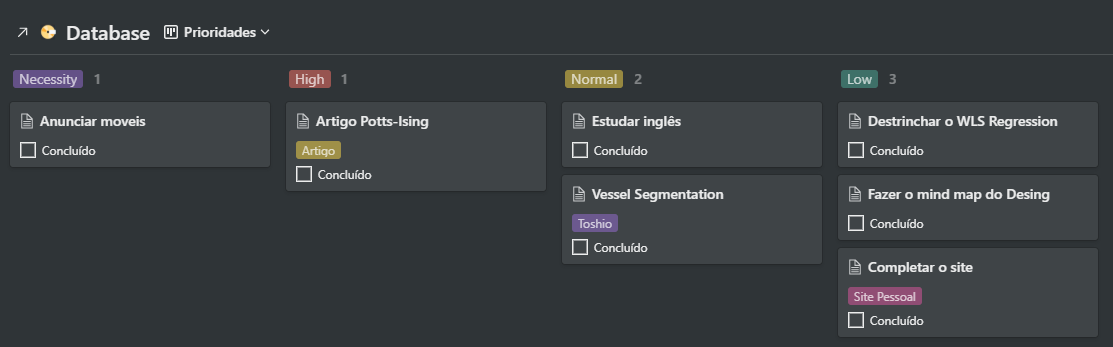 Database Prioridades
Necessity 1
Anunciar moveis
Concluído
High 1
Artigo Potts-Ising
Artigo
Concluído
Normal 2
Estudar inglês
Concluído
Vessel Segmentation
Toshio
Concluído
Low 3
Destrinchar o WLS Regression
Concluído
Fazer o mind map do Desing
Concluído
Completar o site
Site Pessoal
Concluído